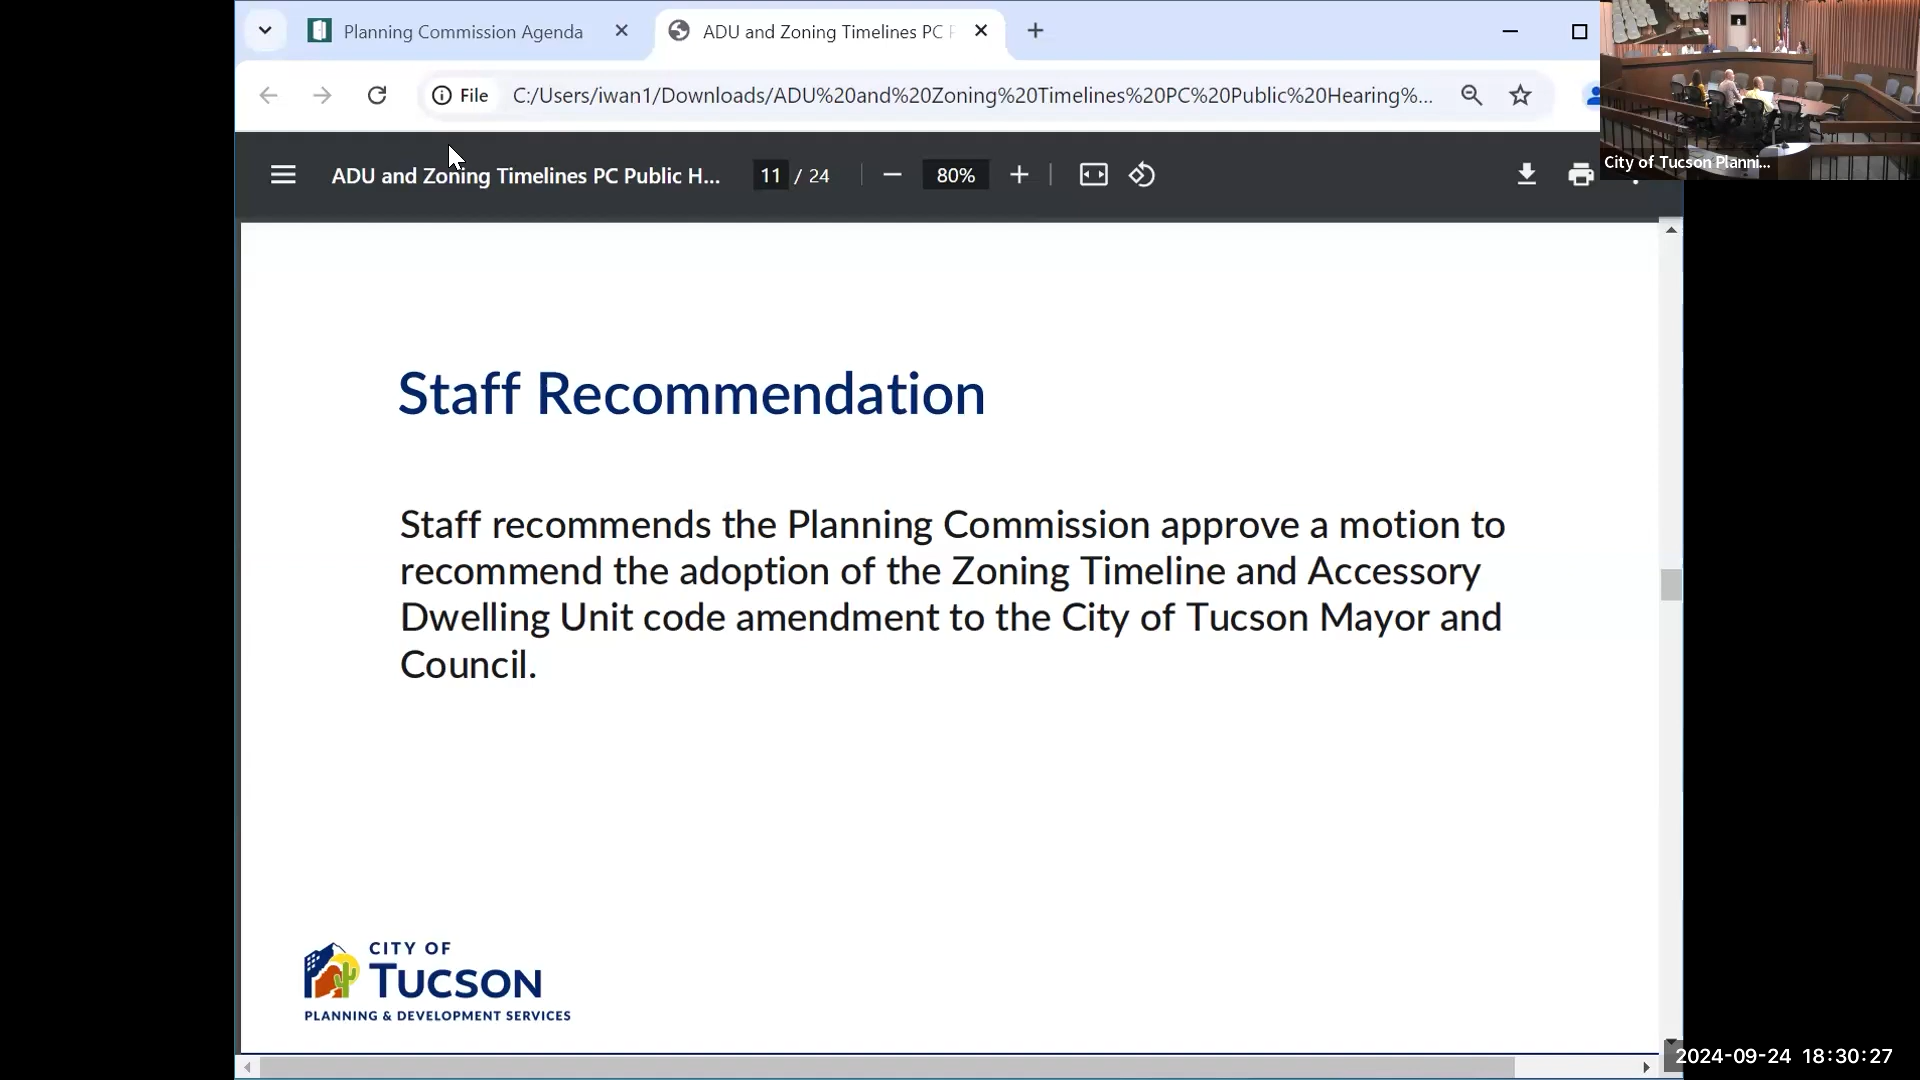 Planning Commission Agenda
ADU and Zoning Timelines PC P
File
C:/Users/iwan1/Downloads/ADU%20and%20Zoning%20Timelines%20PC%20Public%20Hearing%...
ADU and Zoning Timelines PC Public H...
11 / 24
80%
City of Tucson Planni...
Staff Recommendation
Staff recommends the Planning Commission approve a motion to
recommend the adoption of the Zoning Timeline and Accessory
Dwelling Unit code amendment to the City of Tucson Mayor and
Council.
CITY OF
TUCSON
PLANNING & DEVELOPMENT SERVICES
2024-09-24 18:30:27